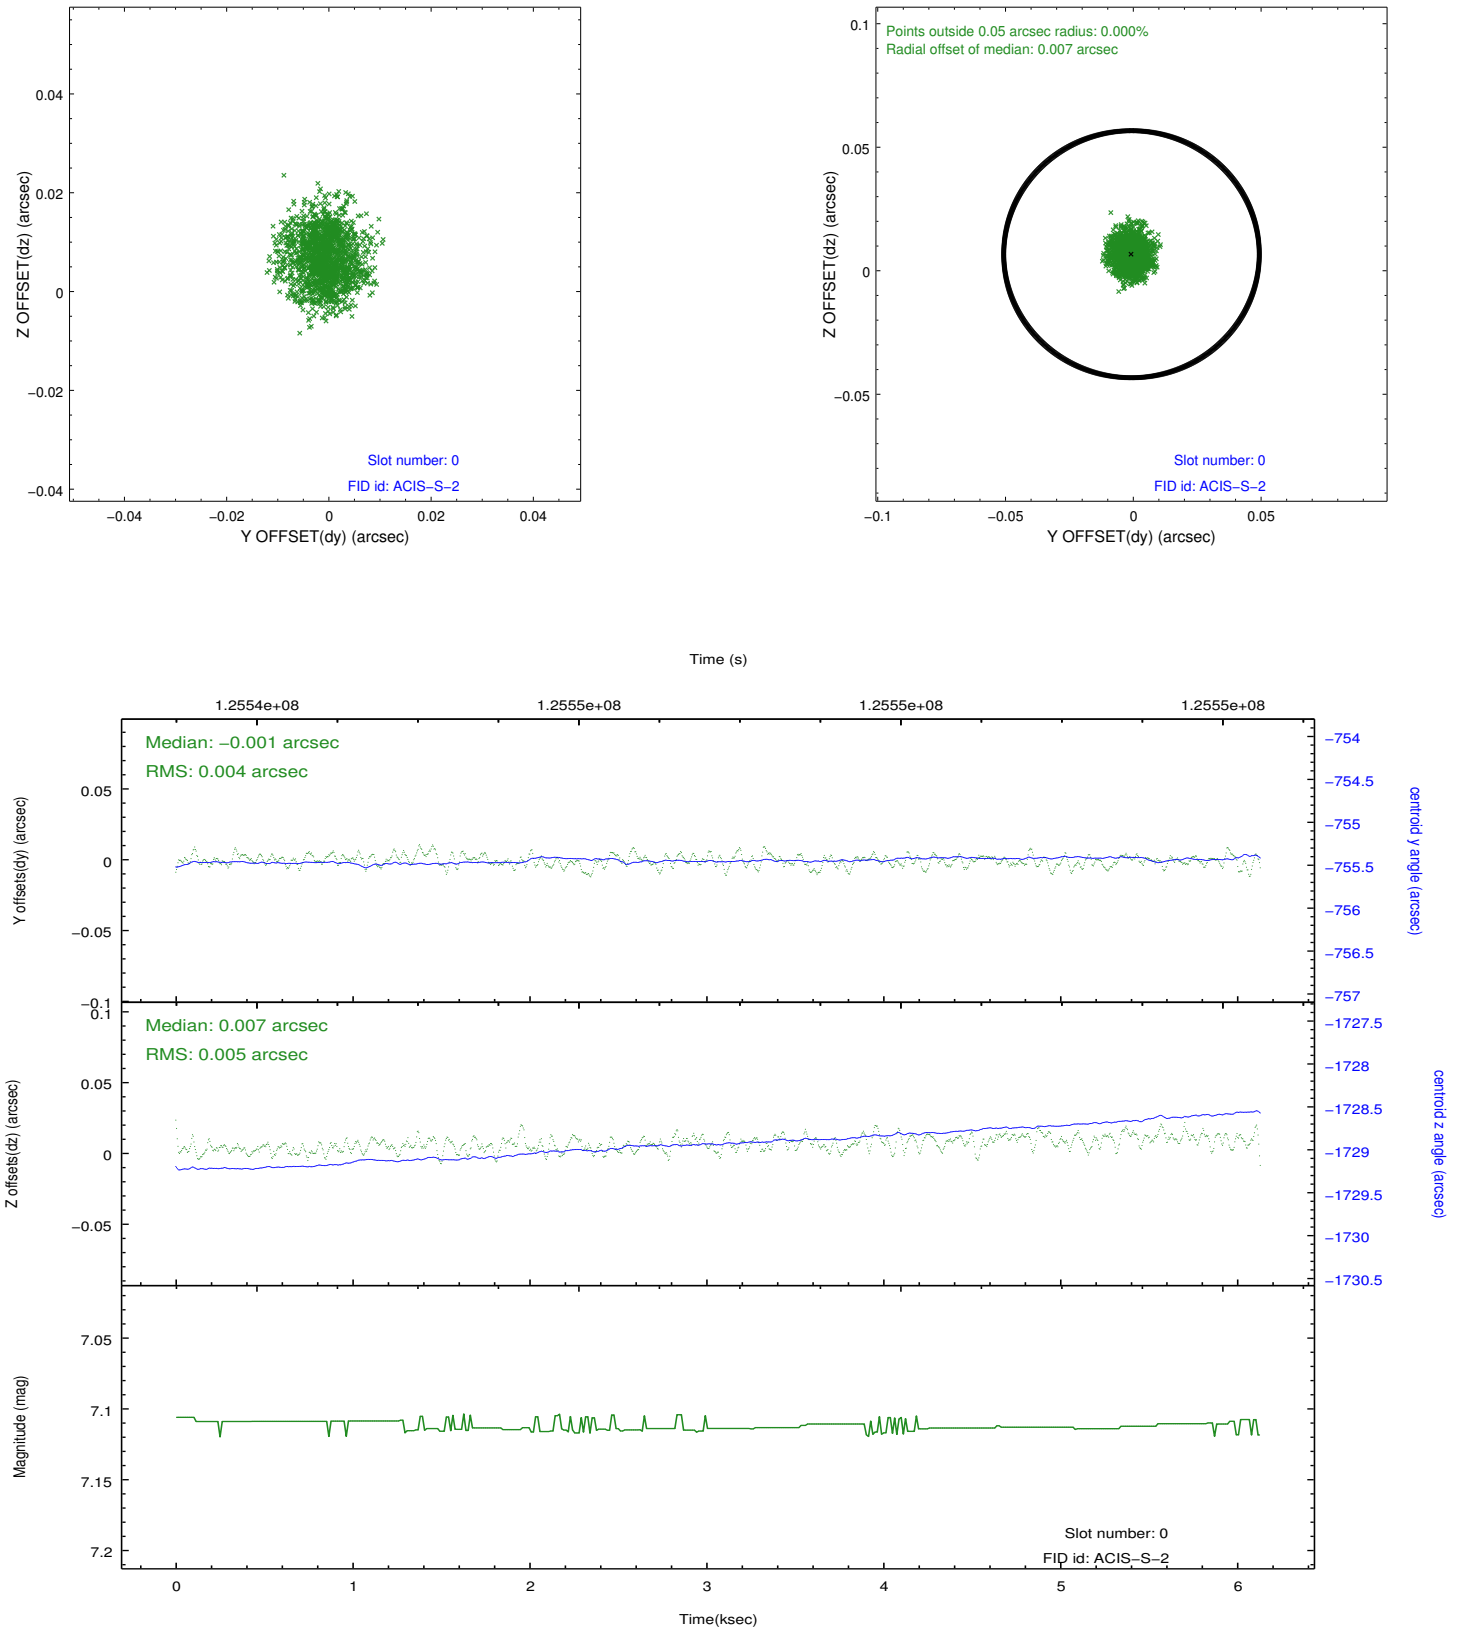 0.04
0.02
0
−0.02
−0.04
Z OFFSET(dz) (arcsec)
Slot number: 0
FID id: ACIS−S−2
−0.04 −0.02 0 0.02 0.04
Y OFFSET(dy) (arcsec)
Points outside 0.05 arcsec radius: 0.000%
Radial offset of median: 0.007 arcsec
0.1
0.05
0
−0.05
Z OFFSET(dz) (arcsec)
Slot number: 0
FID id: ACIS−S−2
−0.1 −0.05 0 0.05
Y OFFSET(dy) (arcsec)
Time (s)
1.2554e+08 1.2555e+08 1.2555e+08 1.2555e+08
Median: −0.001 arcsec
RMS: 0.004 arcsec
0.05
0
−0.05
−0.1
Y offsets(dy) (arcsec)
−754
−754.5
−755
−755.5
−756
−756.5
−757
centroid y angle (arcsec)
Median: 0.007 arcsec
RMS: 0.005 arcsec
0.1
0.05
0
−0.05
Z offsets(dz) (arcsec)
−1727.5
−1728
−1728.5
−1729
−1729.5
−1730
−1730.5
centroid z angle (arcsec)
7.05
7.1
7.15
7.2
Magnitude (mag)
Slot number: 0
FID id: ACIS−S−2
0 1 2 3 4 5 6
Time(ksec)